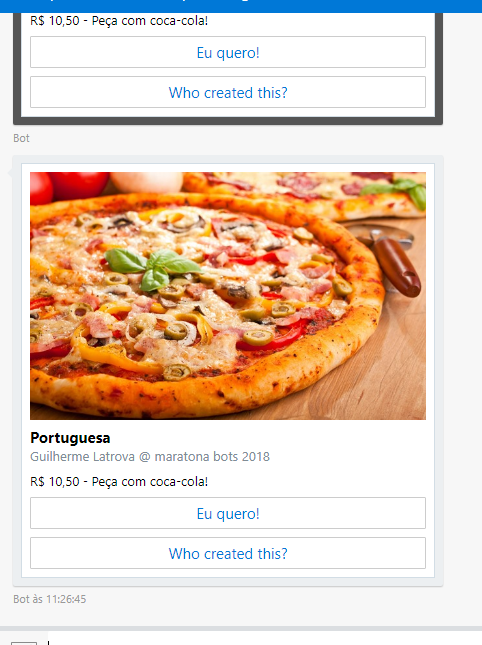 R$ 10,50 - Peça com coca-cola!
Eu quero!
Who created this?
Bot
Portuguesa
Guilherme Latrova @ maratona bots 2018
R$ 10,50 - Peça com coca-cola!
Eu quero!
Who created this?
Bot às 11:26:45